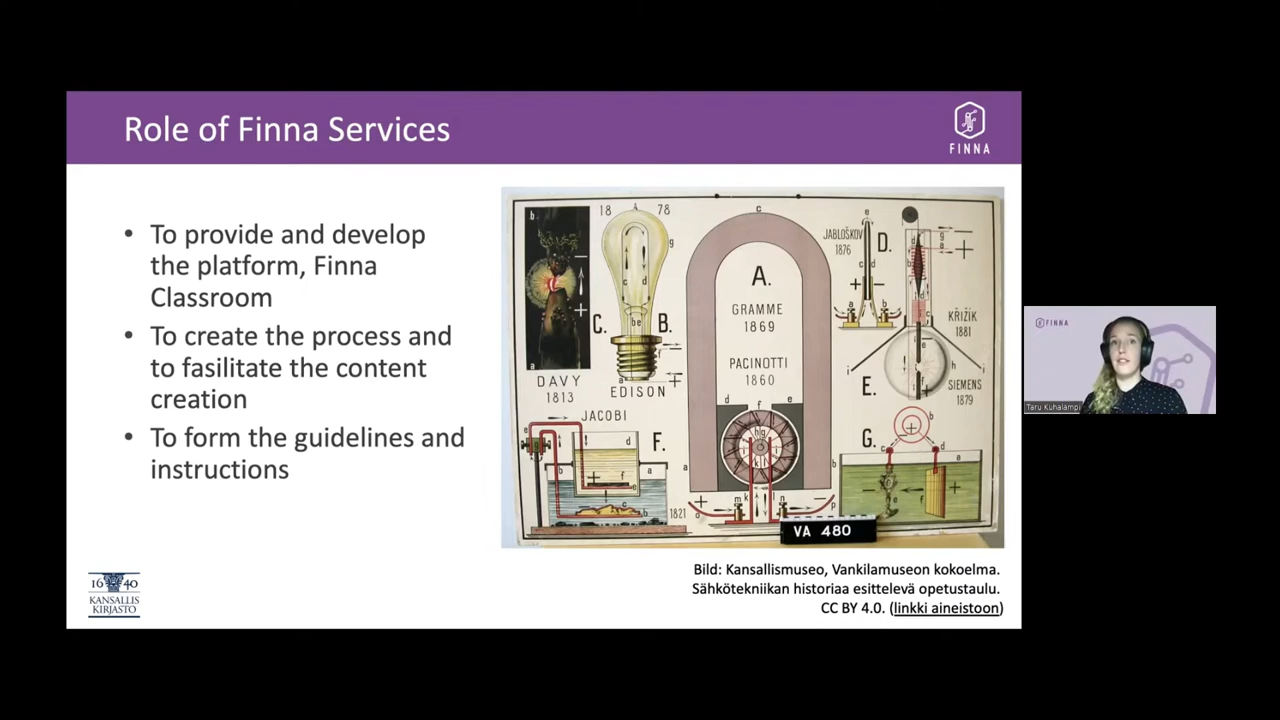 Role of Finna Services
FINNA
• To provide and develop
the platform, Finna
Classroom
• To create the process and
to fasilitate the content
creation
• To form the guidelines and
instructions
18 A 78
DAVY
1813
C.
B.
EDISON
A.
GRAMME
1869
PACINOTTI
1860
JABLOŠKOV
1876
D.
KŘIŽIK
1881
E.
SIEMENS
1879
JACOBI
F.
1821
G.
VA 480
Bild: Kansallismuseo, Vankilamuseon kokoelma.
Sähkötekniikan historiaa esittelevä opetustaulu.
CC BY 4.0. (linkki aineistoon)
1640
KANSALLIS
KIRJASTO
FINNA
Taru Kuhalampi